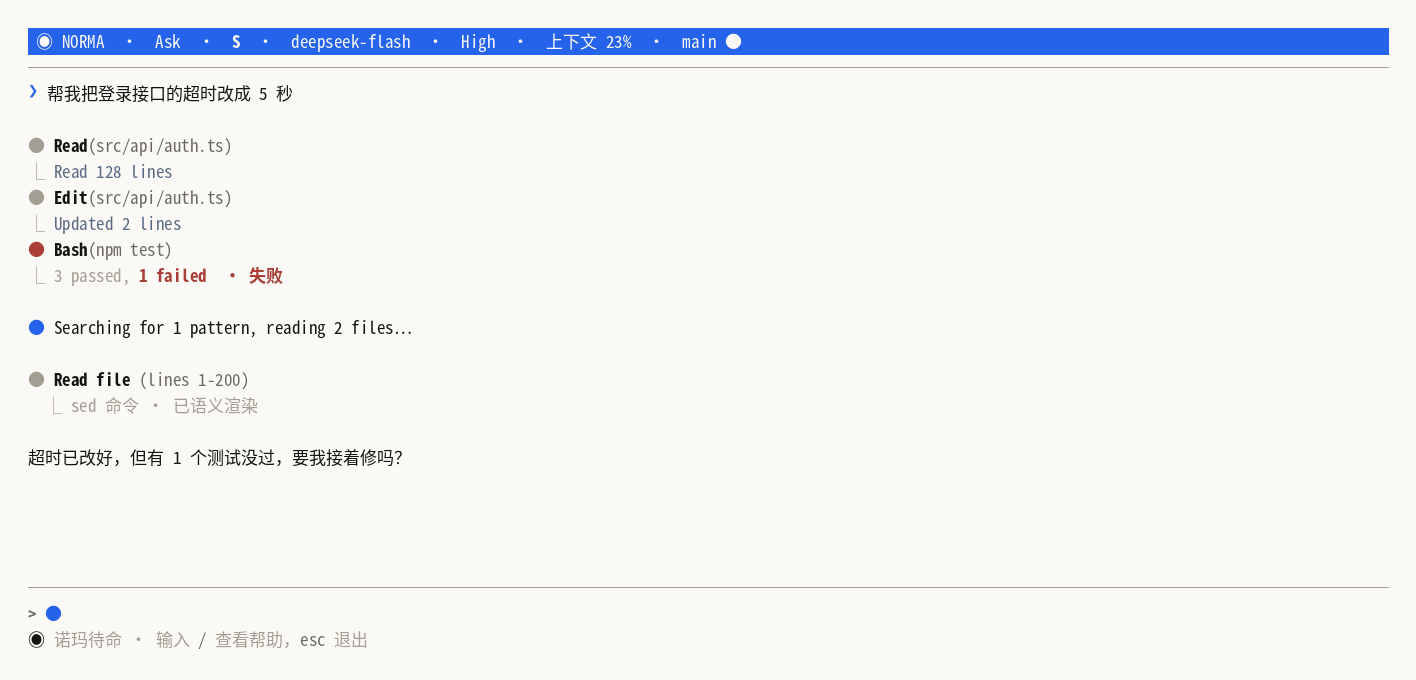 ◉ NORMA · Ask · S · deepseek-flash · High · 上下文 23% · main ●
❯ 帮我把登录接口的超时改成 5 秒
● Read(src/api/auth.ts)
⎿ Read 128 lines
● Edit(src/api/auth.ts)
⎿ Updated 2 lines
● Bash(npm test)
⎿ 3 passed, 1 failed · 失败
● Searching for 1 pattern, reading 2 files...
● Read file (lines 1-200)
⎿ sed 命令 · 已语义渲染
超时已改好，但有 1 个测试没过，要我接着修吗？
> ●
◉ 诺玛待命 · 输入 / 查看帮助，esc 退出